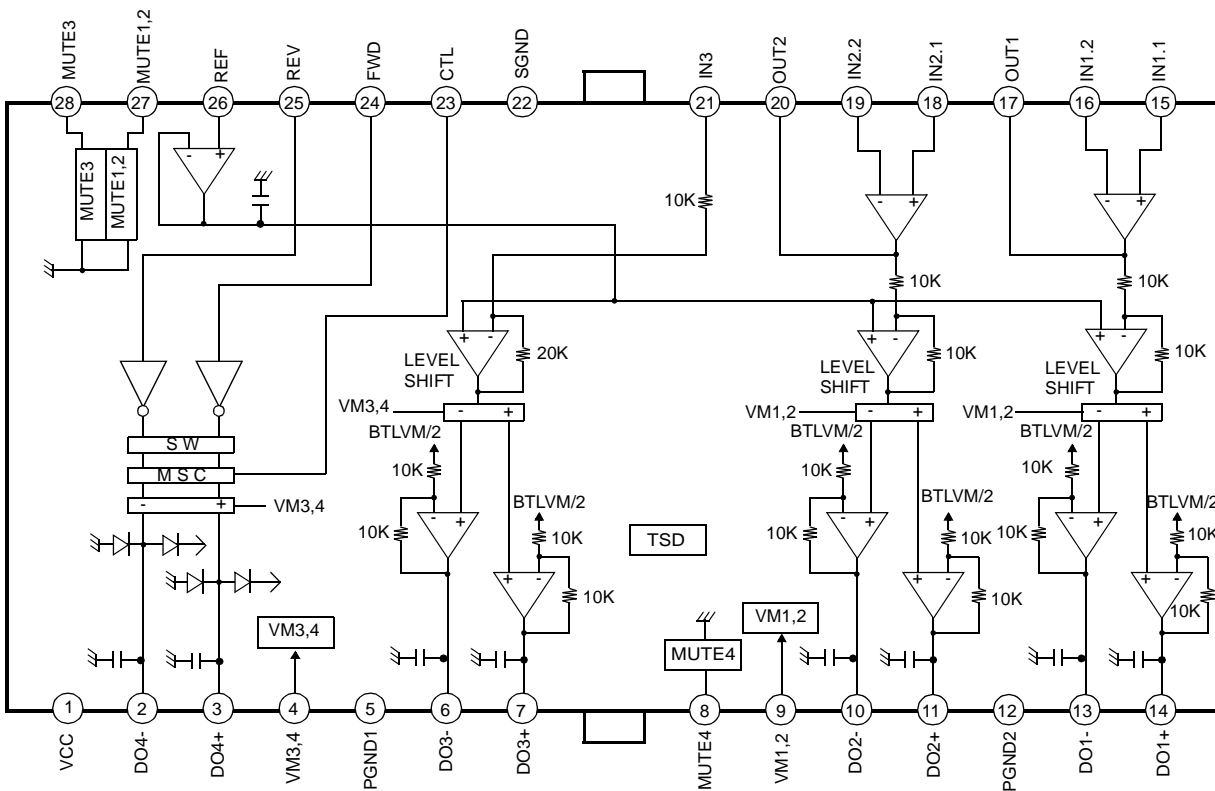 MUTE3
MUTE1,2
REF
REV
FWD
CTL
SGND
IN3
OUT2
IN2.2
IN2.1
OUT1
IN1.2
IN1.1
28
27
26
25
24
23
22
21
20
19
18
17
16
15
MUTE3
MUTE1,2
- +
- +
- +
10K
10K
10K
+ -
+ -
+ -
20K
10K
10K
LEVEL
SHIFT
LEVEL
SHIFT
LEVEL
SHIFT
VM3,4
- +
VM1,2
- +
VM1,2
- +
BTLVM/2
BTLVM/2
BTLVM/2
S W
M S C
- +
VM3,4
10K
10K
10K
BTLVM/2
BTLVM/2
BTLVM/2
10K
- +
10K
10K
- +
10K
10K
- +
10K
TSD
+ -
+ -
+ -
10K
10K
10K
VM3,4
MUTE4
VM1,2
1
2
3
4
5
6
7
8
9
10
11
12
13
14
VCC
DO4-
DO4+
VM3,4
PGND1
DO3-
DO3+
MUTE4
VM1,2
DO2-
DO2+
PGND2
DO1-
DO1+